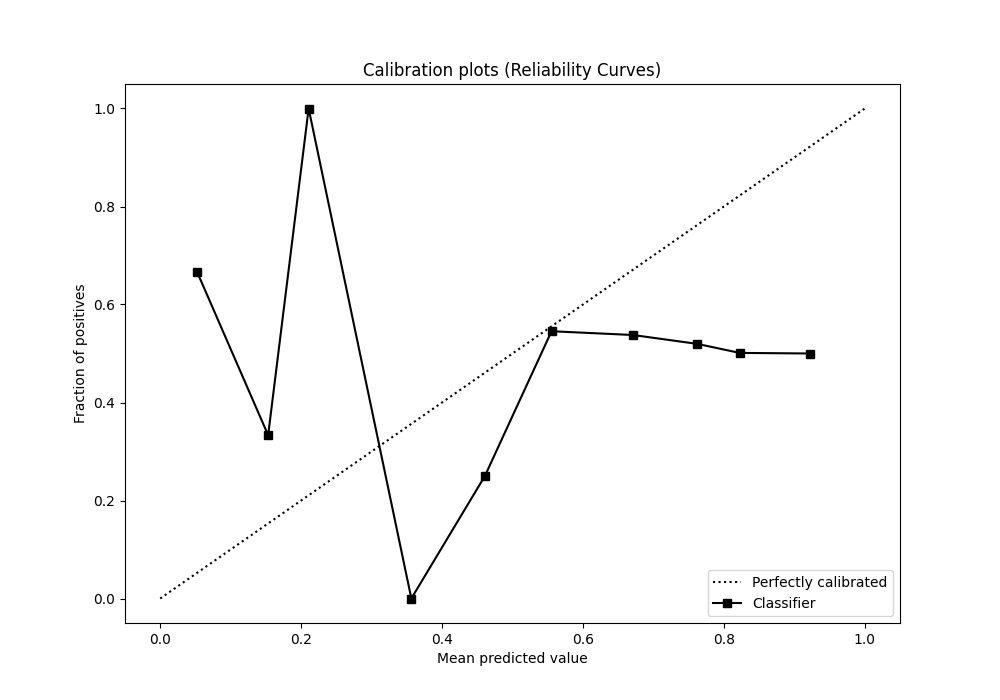 Calibration plots (Reliability Curves)
Fraction of positives
1.0
0.8
0.6
0.4
0.2
0.0
0.0 0.2 0.4 0.6 0.8 1.0
Mean predicted value
Perfectly calibrated
Classifier